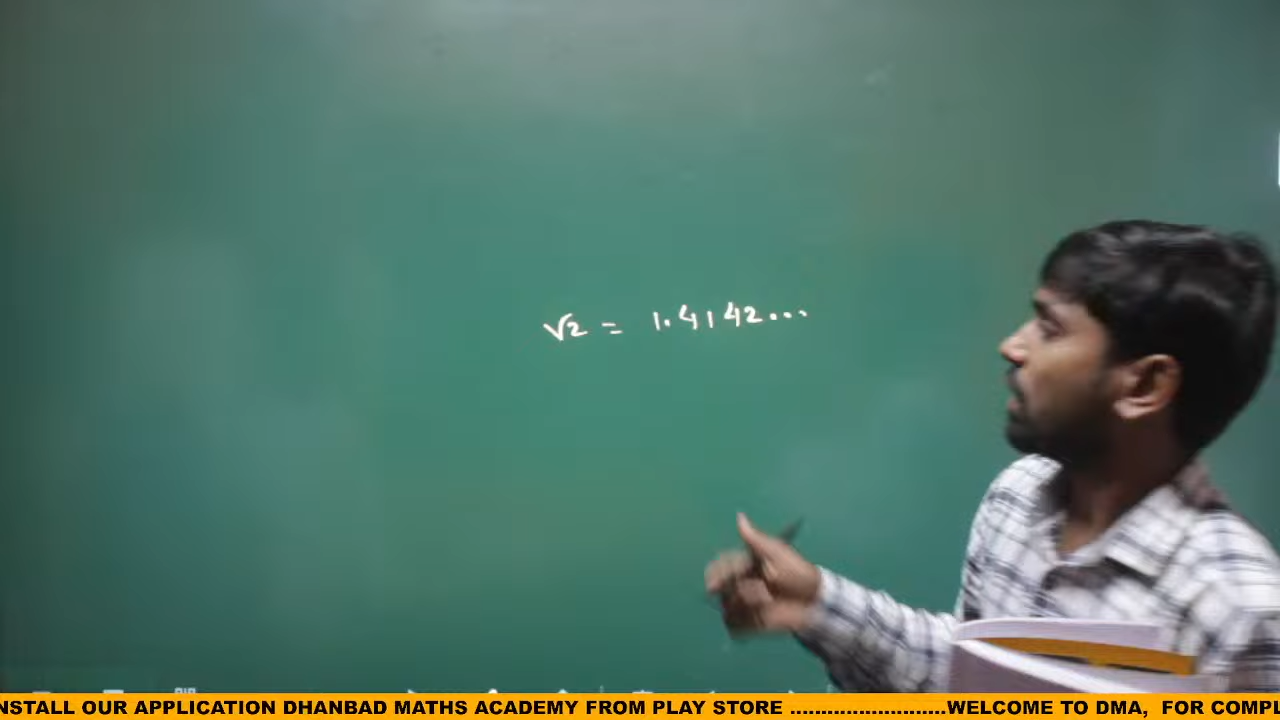 √2 = 1.4142...
NSTALL OUR APPLICATION DHANBAD MATHS ACADEMY FROM PLAY STORE .........................WELCOME TO DMA, FOR COMPL